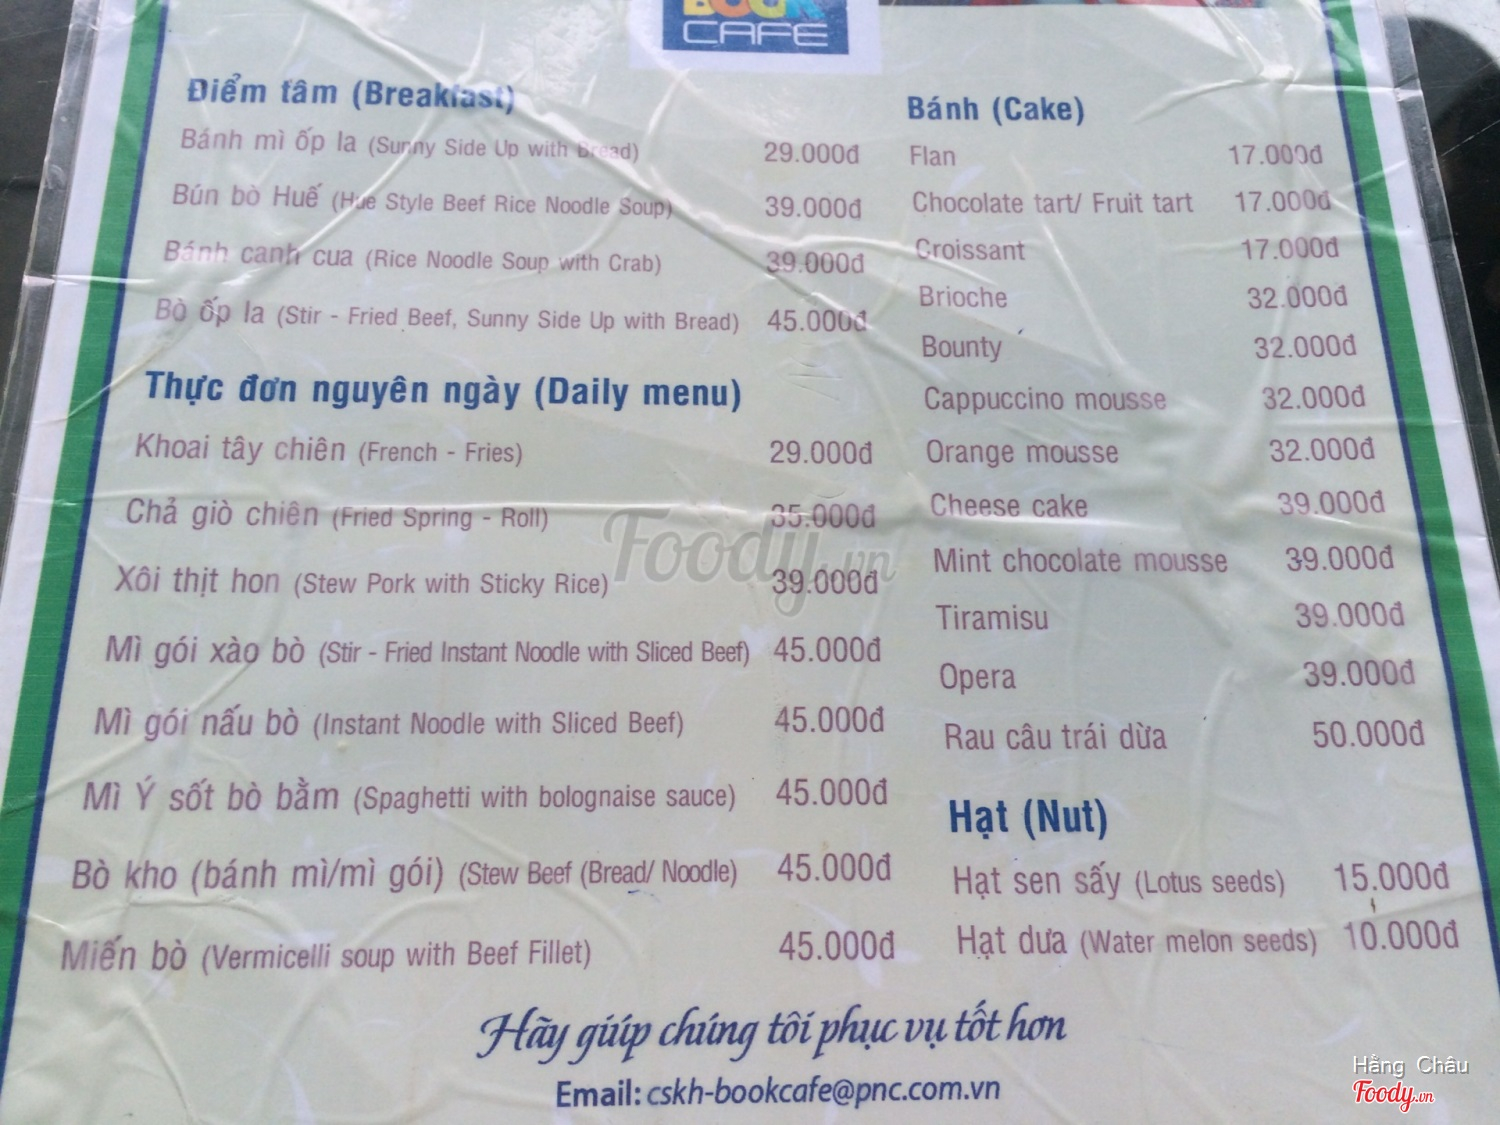 BOOK
CAFE
Điểm tâm (Breakfast)
Bánh mì ốp la (Sunny Side Up with Bread) 29.000đ
Bún bò Huế (Hue Style Beef Rice Noodle Soup) 39.000đ
Bánh canh cua (Rice Noodle Soup with Crab) 39.000đ
Bò ốp la (Stir - Fried Beef, Sunny Side Up with Bread) 45.000đ
Thực đơn nguyên ngày (Daily menu)
Khoai tây chiên (French - Fries) 29.000đ
Chả giò chiên (Fried Spring - Roll) 35.000đ
Xôi thịt hon (Stew Pork with Sticky Rice) 39.000đ
Mì gói xào bò (Stir - Fried Instant Noodle with Sliced Beef) 45.000đ
Mì gói nấu bò (Instant Noodle with Sliced Beef) 45.000đ
Mì Ý sốt bò bằm (Spaghetti with bolognaise sauce) 45.000đ
Bò kho (bánh mì/mì gói) (Stew Beef (Bread/ Noodle) 45.000đ
Miến bò (Vermicelli soup with Beef Fillet) 45.000đ
Bánh (Cake)
Flan 17.000đ
Chocolate tart/ Fruit tart 17.000đ
Croissant 17.000đ
Brioche 32.000đ
Bounty 32.000đ
Cappuccino mousse 32.000đ
Orange mousse 32.000đ
Cheese cake 39.000đ
Mint chocolate mousse 39.000đ
Tiramisu 39.000đ
Opera 39.000đ
Rau câu trái dừa 50.000đ
Hạt (Nut)
Hạt sen sấy (Lotus seeds) 15.000đ
Hạt dưa (Water melon seeds) 10.000đ
Hãy giúp chúng tôi phục vụ tốt hơn
Email: cskh-bookcafe@pnc.com.vn
Foody.vn
Hằng Châu
Foody.vn